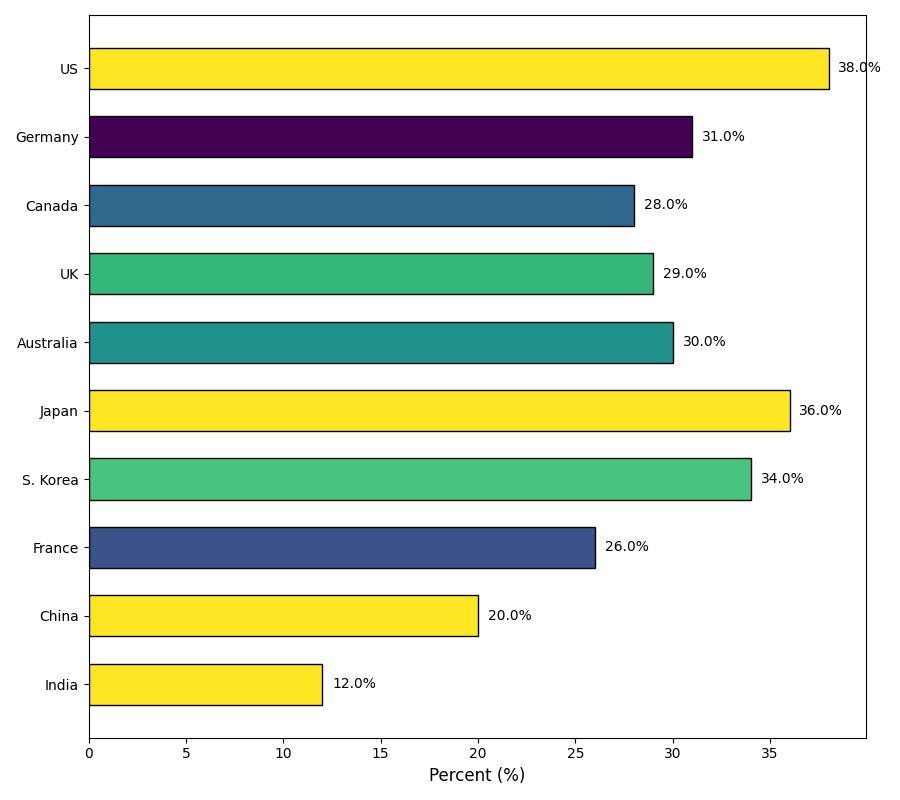 US 38.0%
Germany 31.0%
Canada 28.0%
UK 29.0%
Australia 30.0%
Japan 36.0%
S. Korea 34.0%
France 26.0%
China 20.0%
India 12.0%
0 5 10 15 20 25 30 35
Percent (%)